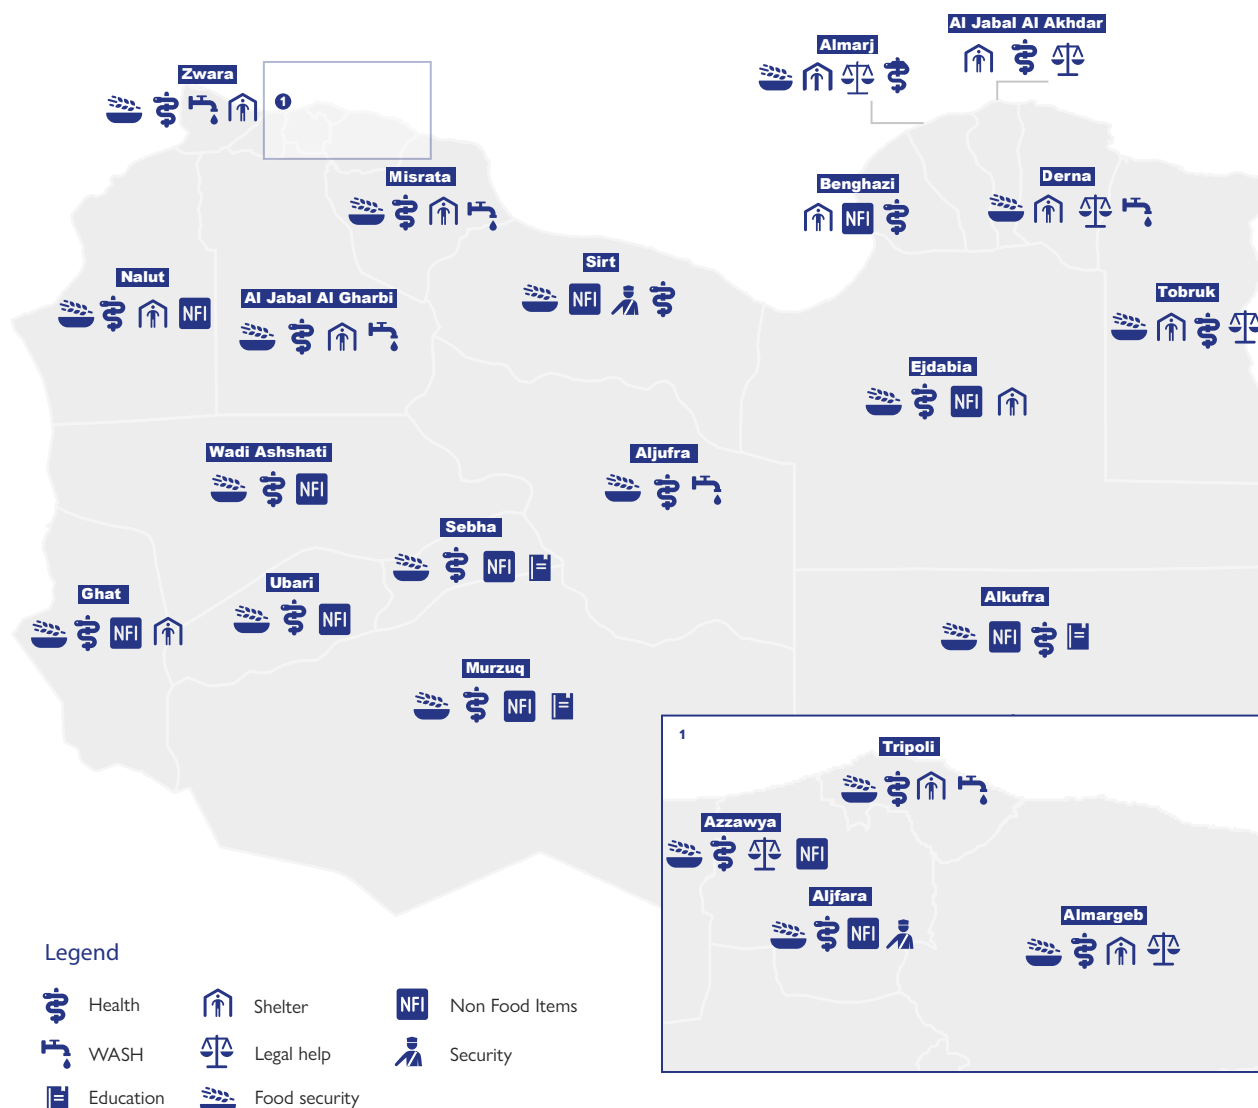 Al Jabal Al Akhdar
Almarj
Zwara
1
Misrata
Benghazi
Derna
Nalut
Al Jabal Al Gharbi
Sirt
Tobruk
NFI
NFI
NFI
Ejdabia
NFI
Wadi Ashshati
Aljufra
NFI
Sebha
NFI
Ghat
Ubari
Alkufra
NFI
NFI
NFI
Murzuq
NFI
1
Tripoli
Azzawya
NFI
Aljfara
Almargeb
NFI
Legend
Health
Shelter
NFI
Non Food Items
WASH
Legal help
Security
Education
Food security